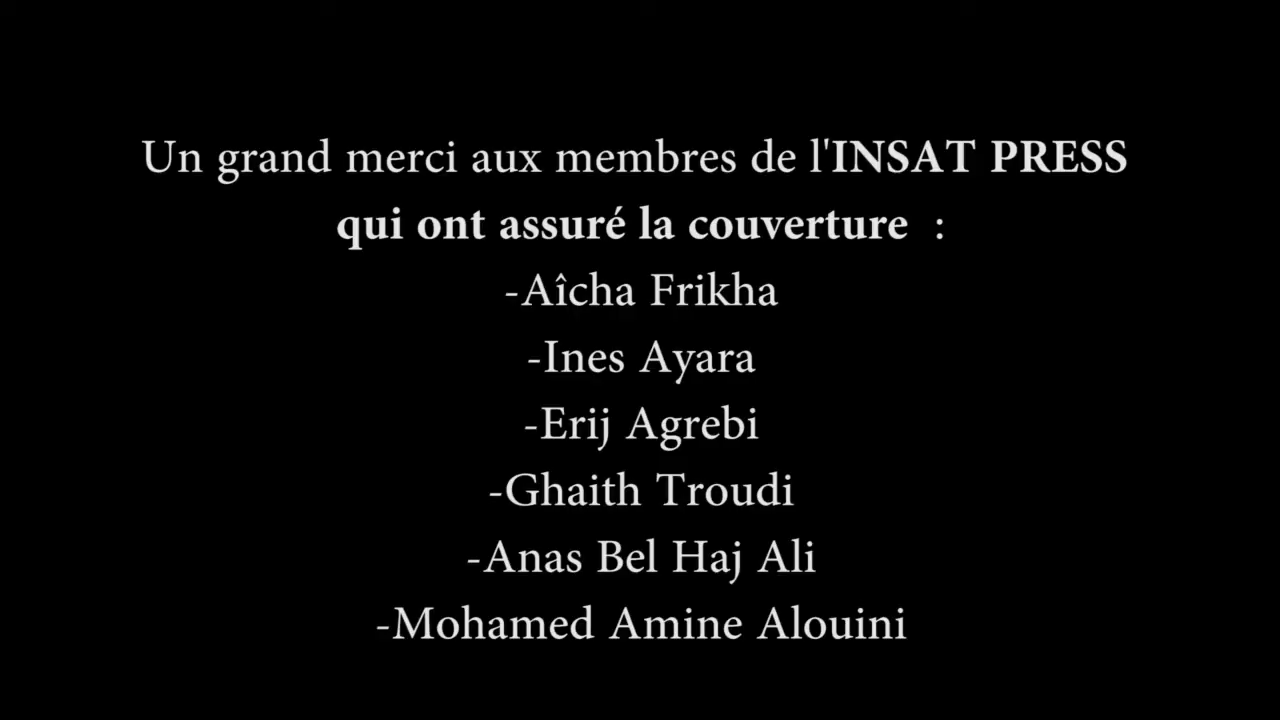 Un grand merci aux membres de l'INSAT PRESS
qui ont assuré la couverture :
-Aîcha Frikha
-Ines Ayara
-Erij Agrebi
-Ghaith Troudi
-Anas Bel Haj Ali
-Mohamed Amine Alouini